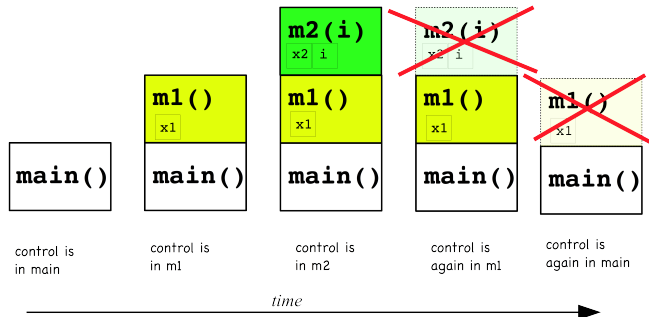 m2(i)
x2 i
m2(i)
x2 i
m1()
x1
m1()
x1
m1()
x1
m1()
x1
main()
main()
main()
main()
main()
control is
in main
control is
in m1
control is
in m2
control is
again in m1
control is
again in main
time